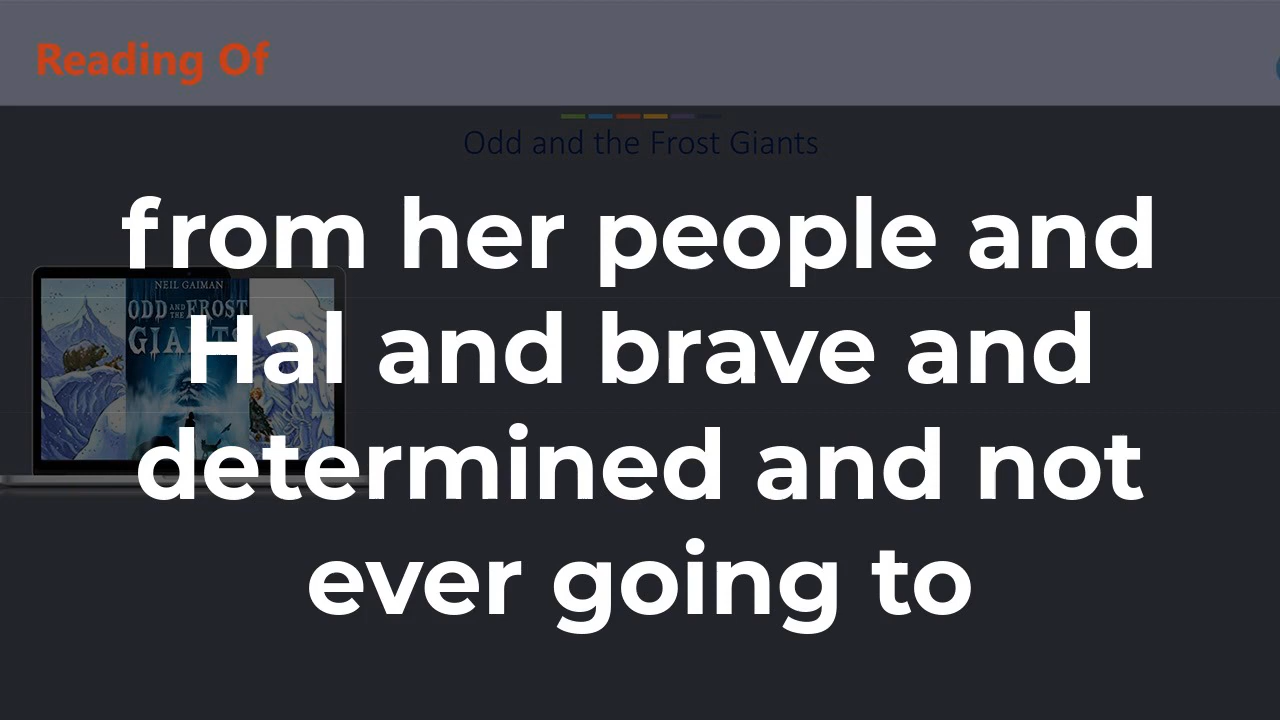 Reading Of
Odd and the Frost Giants
from her people and
Hal and brave and
determined and not
ever going to
NEIL GAIMAN
ODD AND THE FROST
GIANTS